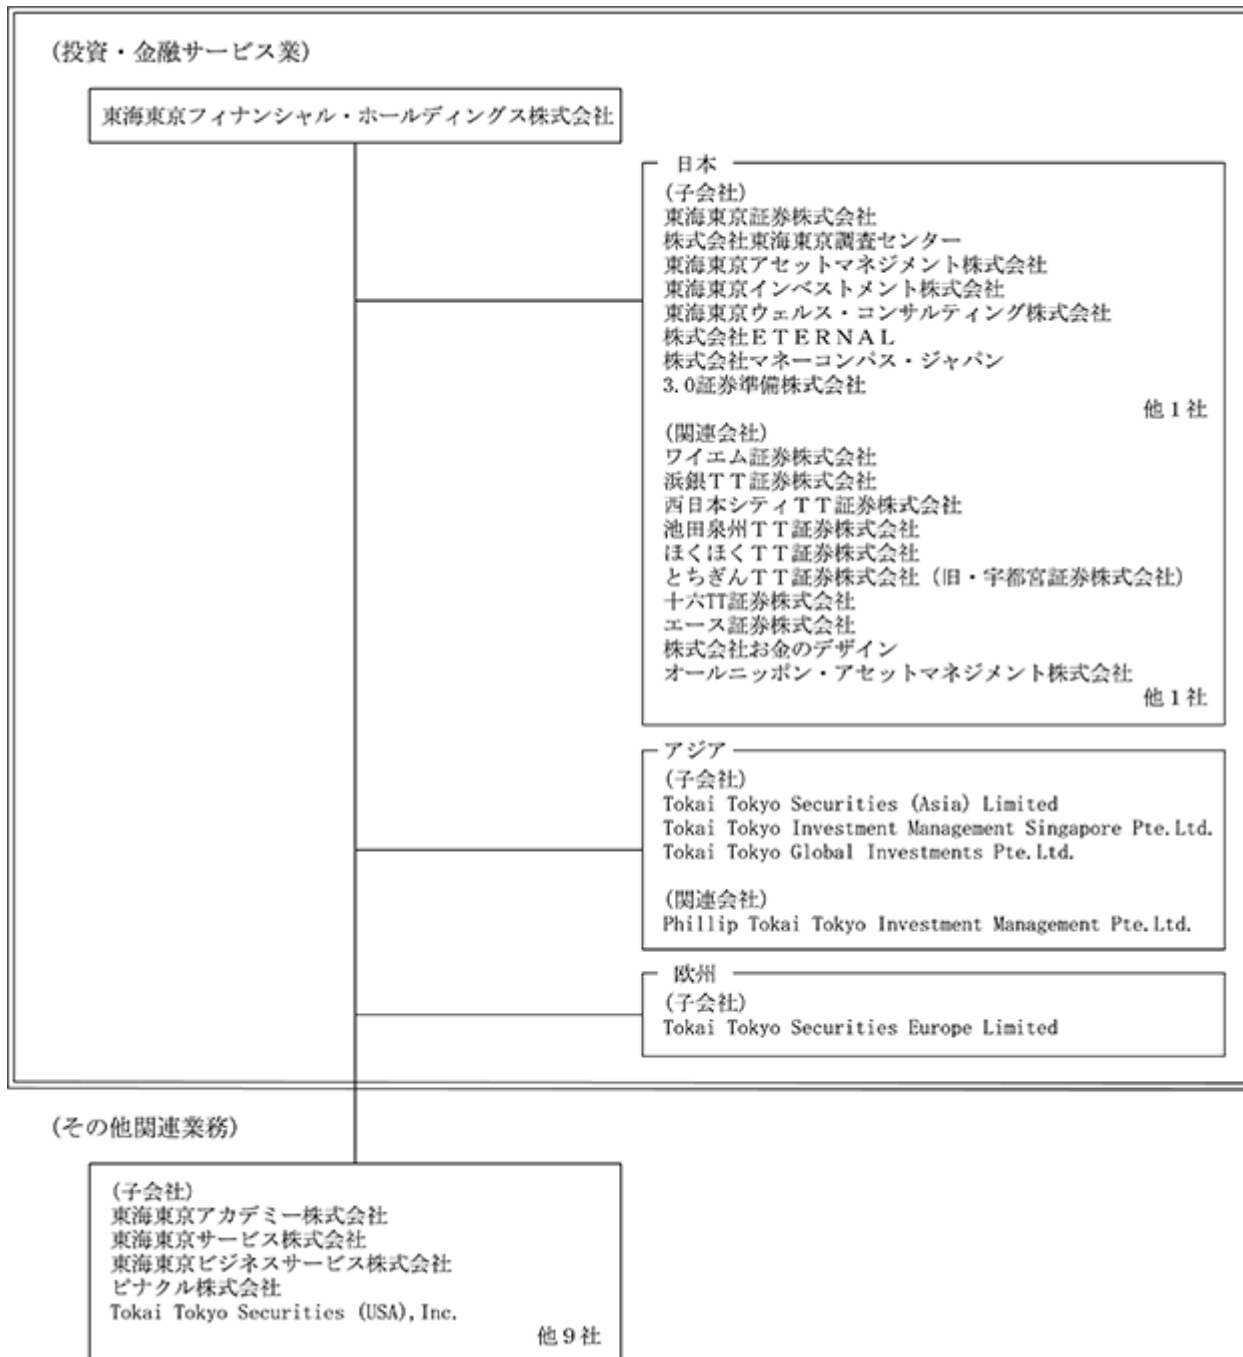 (投資・金融サービス業)
東海東京フィナンシャル・ホールディングス株式会社
日本
(子会社)
東海東京証券株式会社
株式会社東海東京調査センター
東海東京アセットマネジメント株式会社
東海東京インベストメント株式会社
東海東京ウェルス・コンサルティング株式会社
株式会社ＥＴＥＲＮＡＬ
株式会社マネーコンパス・ジャパン
3.0証券準備株式会社
他１社
(関連会社)
ワイエム証券株式会社
浜銀ＴＴ証券株式会社
西日本シティＴＴ証券株式会社
池田泉州ＴＴ証券株式会社
ほくほくＴＴ証券株式会社
とちぎんＴＴ証券株式会社（旧・宇都宮証券株式会社）
十六TT証券株式会社
エース証券株式会社
株式会社お金のデザイン
オールニッポン・アセットマネジメント株式会社
他１社
アジア
(子会社)
Tokai Tokyo Securities (Asia) Limited
Tokai Tokyo Investment Management Singapore Pte.Ltd.
Tokai Tokyo Global Investments Pte.Ltd.
(関連会社)
Phillip Tokai Tokyo Investment Management Pte.Ltd.
欧州
(子会社)
Tokai Tokyo Securities Europe Limited
(その他関連業務)
(子会社)
東海東京アカデミー株式会社
東海東京サービス株式会社
東海東京ビジネスサービス株式会社
ピナクル株式会社
Tokai Tokyo Securities (USA),Inc.
他９社